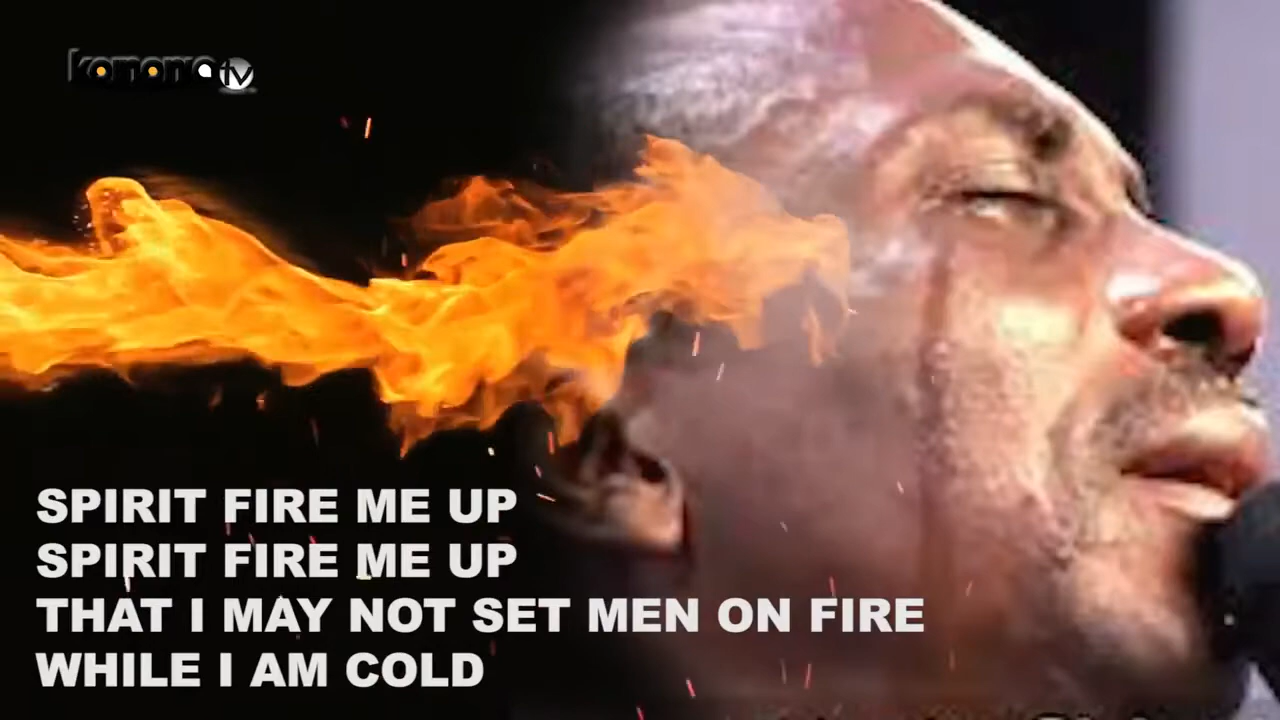 SPIRIT FIRE ME UP
SPIRIT FIRE ME UP
THAT I MAY NOT SET MEN ON FIRE
WHILE I AM COLD